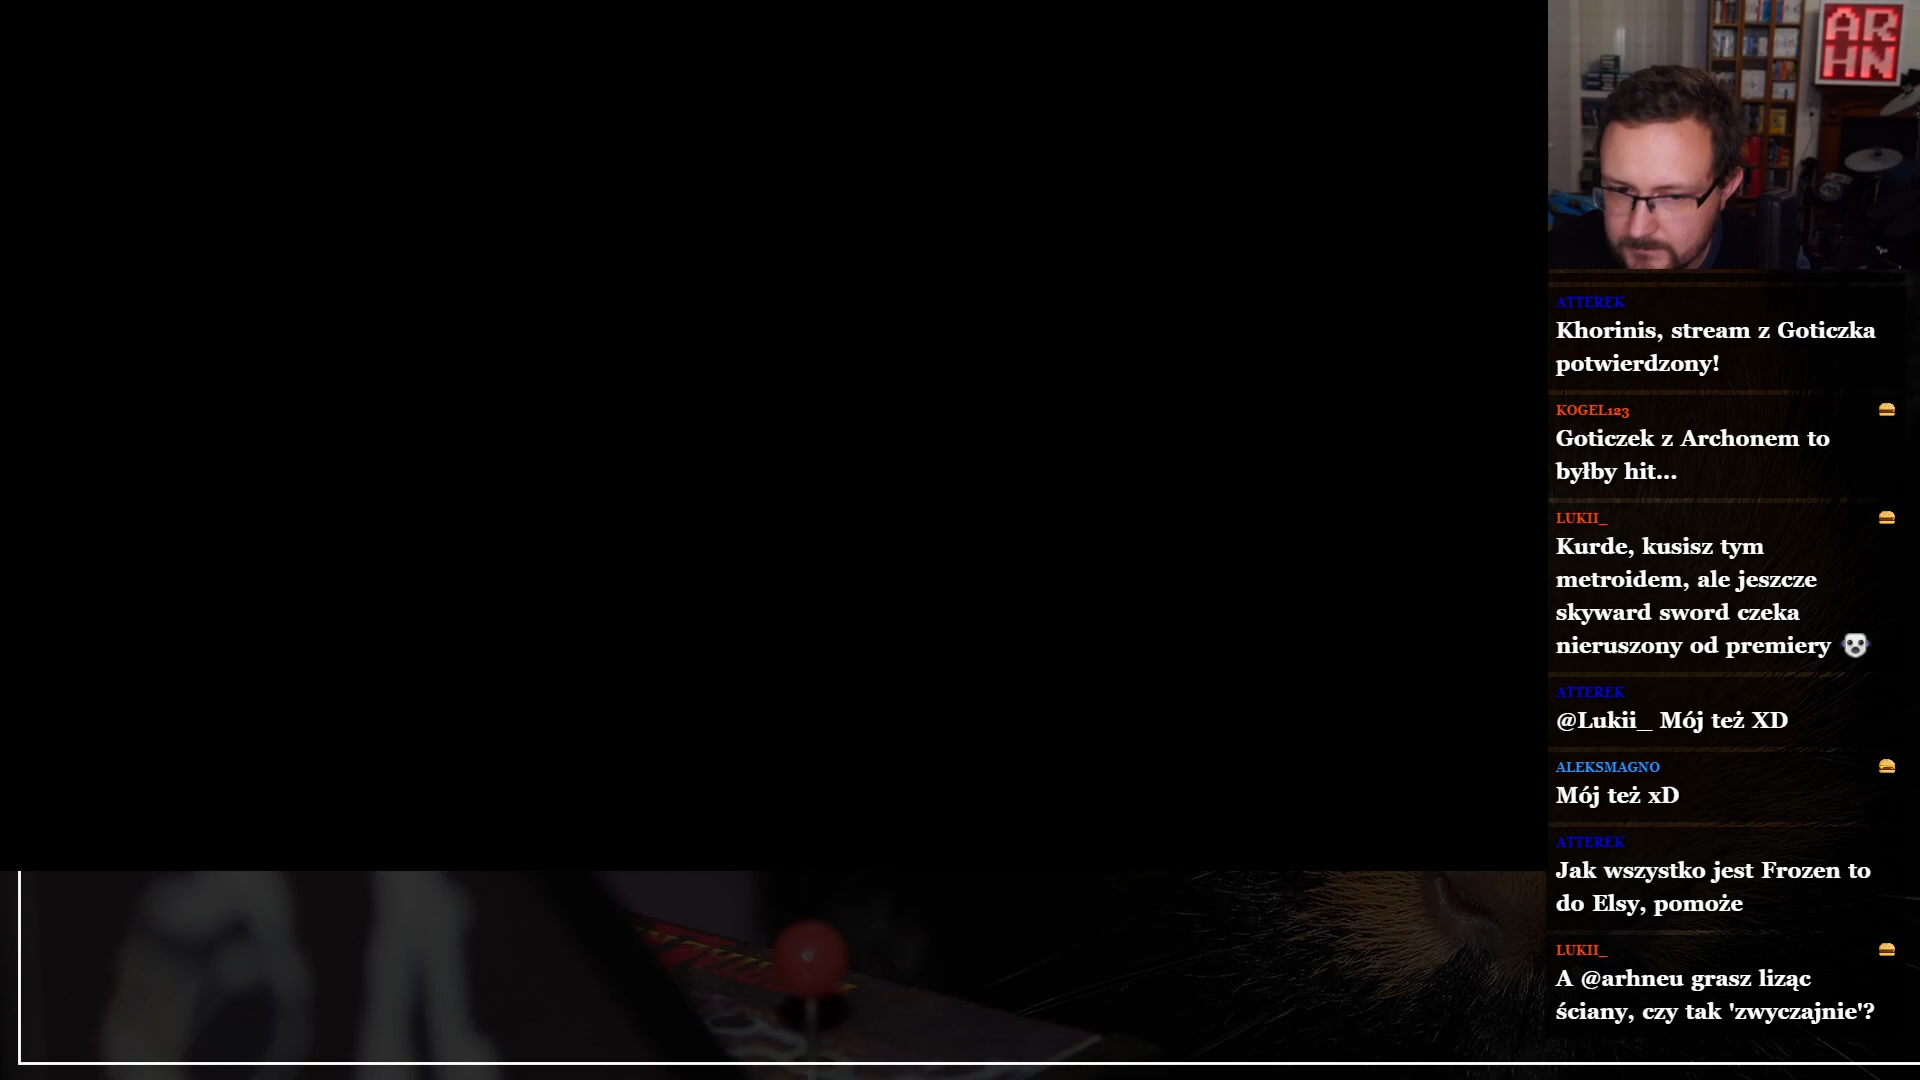 AR
HN
ATTEREK
Khorinis, stream z Goticzka
potwierdzony!
KOGEL123
Goticzek z Archonem to
byłby hit...
LUKII_
Kurde, kusisz tym
metroidem, ale jeszcze
skyward sword czeka
nieruszony od premiery
ATTEREK
@Lukii_ Mój też XD
ALEKSMAGNO
Mój też xD
ATTEREK
Jak wszystko jest Frozen to
do Elsy, pomoże
LUKII_
A @arhneu grasz liżąc
ściany, czy tak 'zwyczajnie'?